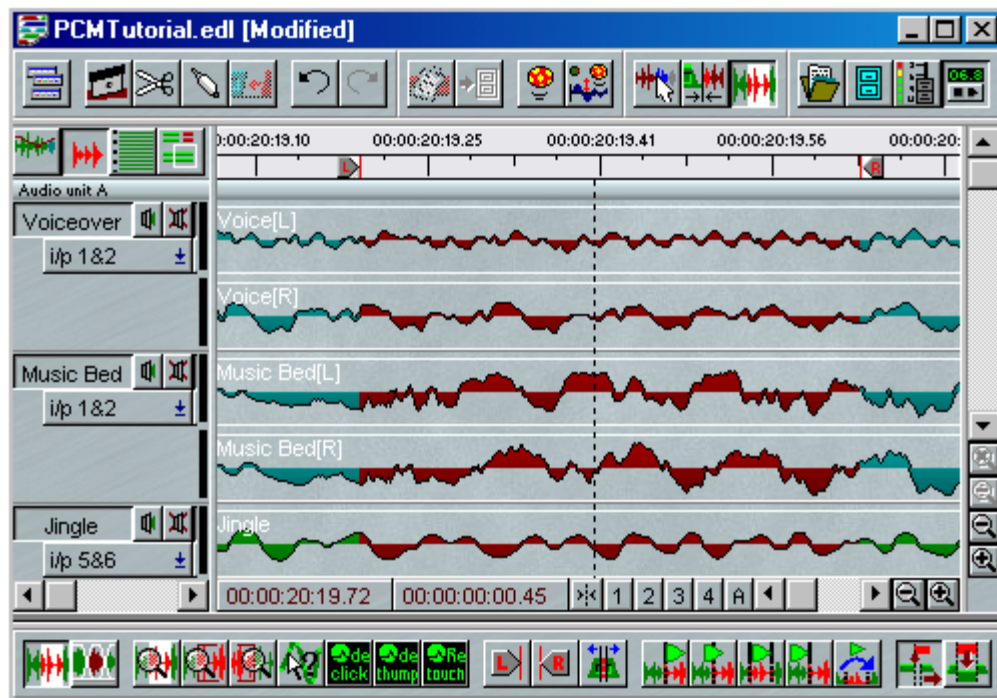 PCMTutorial.edl [Modified]
06.8
0:00:20:19.10 00:00:20:19.25 00:00:20:19.41 00:00:20:19.56 00:00:20:
L R
Audio unit A
Voiceover
i/p 1&2
Voice[L]
Voice[R]
Music Bed
i/p 1&2
Music Bed[L]
Music Bed[R]
Jingle
i/p 5&6
Jingle
00:00:20:19.72 00:00:00:00.45 1 2 3 4 A
? de click de thump Re touch L R